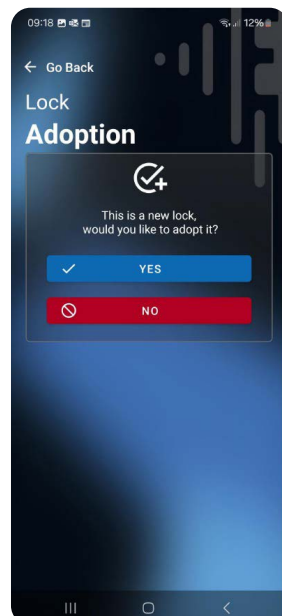 09:18 12%
Go Back
Lock
Adoption
This is a new lock,
would you like to adopt it?
YES
NO